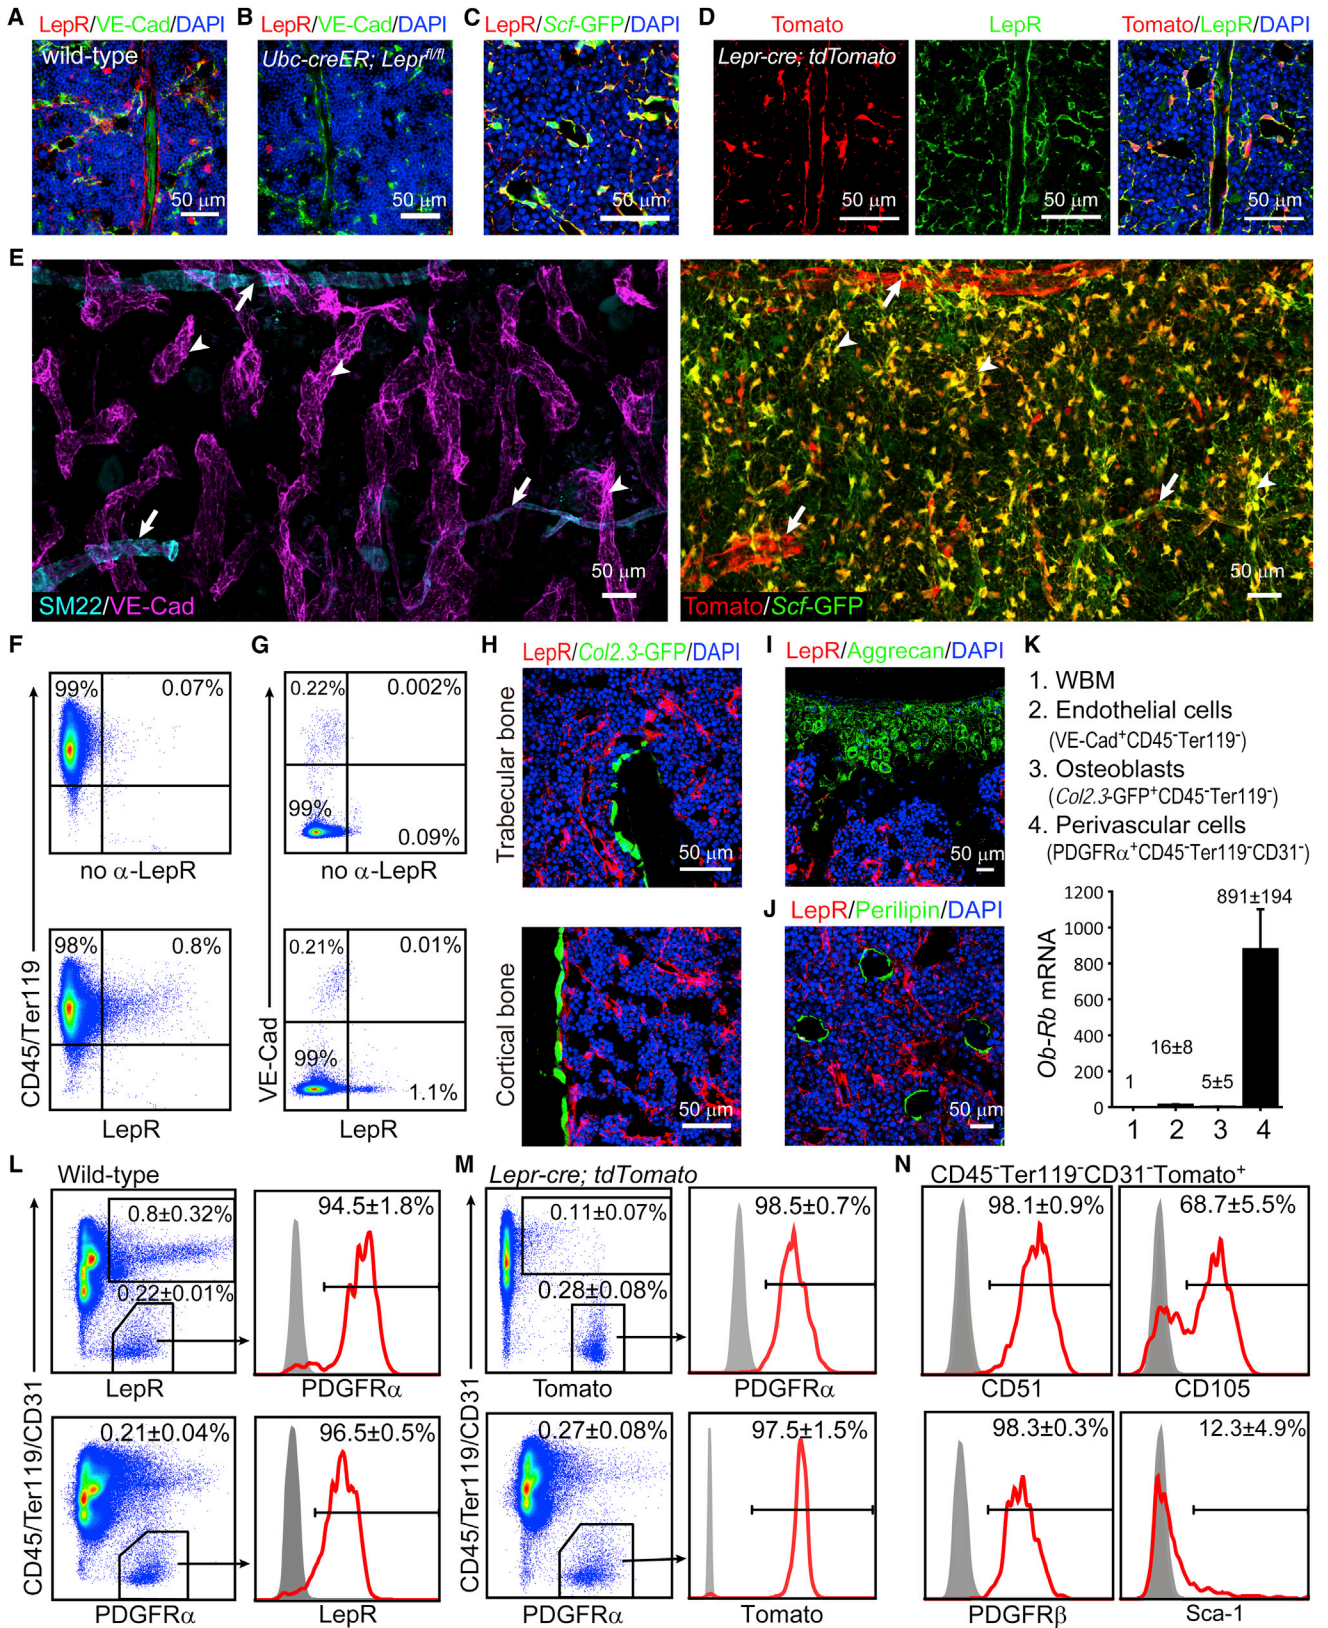 A LepR/VE-Cad/DAPI
wild-type
50 μm
B LepR/VE-Cad/DAPI
Ubc-creER; Lepr^fl/fl
50 μm
C LepR/Scf-GFP/DAPI
50 μm
D Tomato LepR Tomato/LepR
Lepr-cre; tdTomato
50 μm 50 μm 50 μm
E
50 μm
SM22/VE-Cad
50 μm
Tomato/Scf-GFP
F
99% 0.07%
no α-LepR
98% 0.8%
LepR
CD45/Ter119
G
0.22% 0.002%
99% 0.09%
no α-LepR
0.21% 0.01%
99% 1.1%
LepR
VE-Cad
H LepR/Col2.3-GFP/DAPI
Trabecular bone
50 μm
Cortical bone
50 μm
I LepR/Aggrecan/DAPI
50 μm
J LepR/Perilipin/DAPI
50 μm
K
1. WBM
2. Endothelial cells
(VE-Cad⁺CD45⁻Ter119⁻)
3. Osteoblasts
(Col2.3-GFP⁺CD45⁻Ter119⁻)
4. Perivascular cells
(PDGFRα⁺CD45⁻Ter119⁻CD31⁻)
Ob-Rb mRNA
1200
1000
800
600
400
200
0
1 16±8 5±5 891±194
1 2 3 4
L Wild-type
0.8±0.32%
0.22±0.01%
LepR
94.5±1.8%
PDGFRα
0.21±0.04%
PDGFRα
96.5±0.5%
LepR
CD45/Ter119/CD31
M Lepr-cre; tdTomato
0.11±0.07%
0.28±0.08%
Tomato
98.5±0.7%
PDGFRα
0.27±0.08%
PDGFRα
97.5±1.5%
Tomato
CD45/Ter119/CD31
N CD45⁻Ter119⁻CD31⁻Tomato⁺
98.1±0.9%
CD51
68.7±5.5%
CD105
98.3±0.3%
PDGFRβ
12.3±4.9%
Sca-1